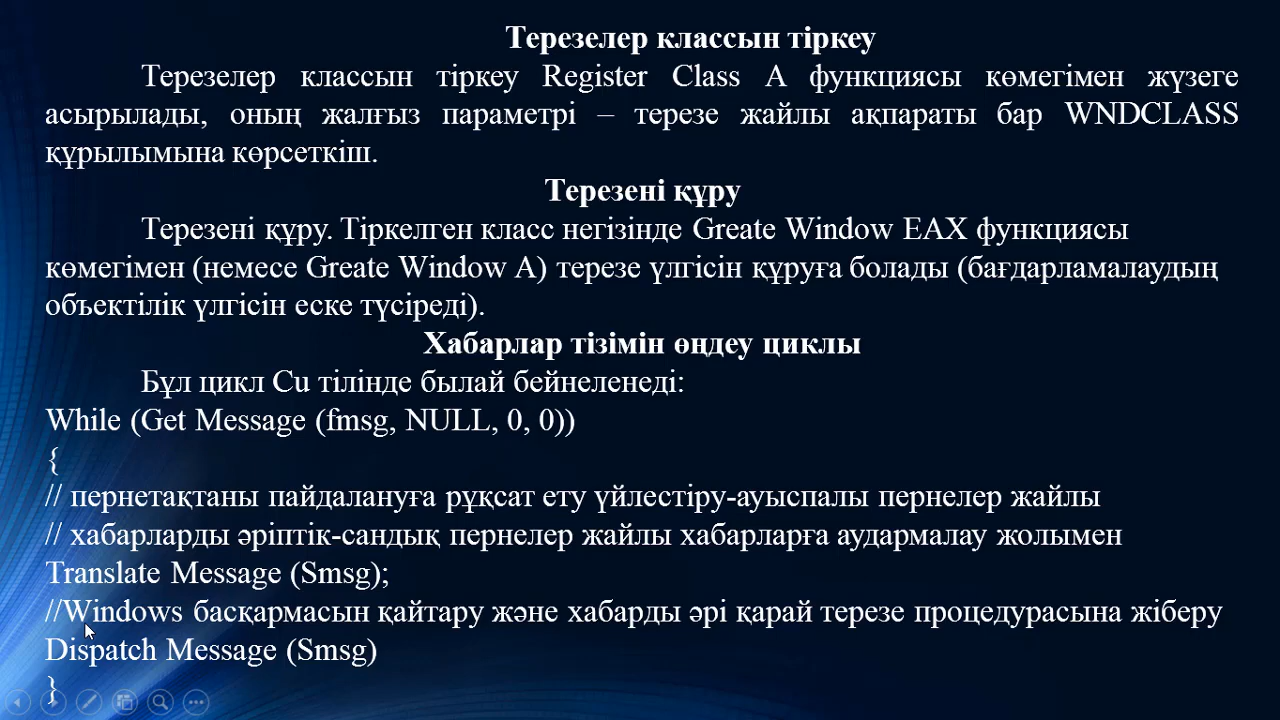 Терезелер классын тіркеу
Терезелер классын тіркеу Register Class A функциясы көмегімен жүзеге
асырылады, оның жалғыз параметрі – терезе жайлы ақпараты бар WNDCLASS
құрылымына көрсеткіш.
Терезені құру
Терезені құру. Тіркелген класс негізінде Greate Window EAX функциясы
көмегімен (немесе Greate Window A) терезе үлгісін құруға болады (бағдарламалаудың
объектілік үлгісін еске түсіреді).
Хабарлар тізімін өңдеу циклы
Бұл цикл Cu тілінде былай бейнеленеді:
While (Get Message (fmsg, NULL, 0, 0))
{
// пернетақтаны пайдалануға рұқсат ету үйлестіру-ауыспалы пернелер жайлы
// хабарларды әріптік-сандық пернелер жайлы хабарларға аудармалау жолымен
Translate Message (Smsg);
//Windows басқармасын қайтару және хабарды әрі қарай терезе процедурасына жіберу
Dispatch Message (Smsg)
}